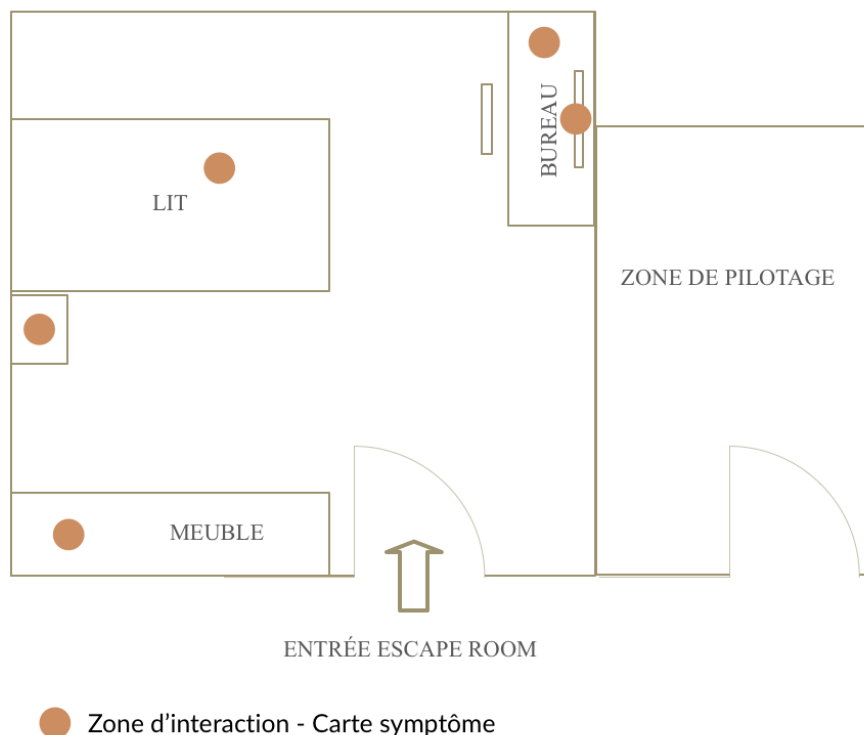 BUREAU
LIT
ZONE DE PILOTAGE
MEUBLE
ENTRÉE ESCAPE ROOM
Zone d’interaction - Carte symptôme